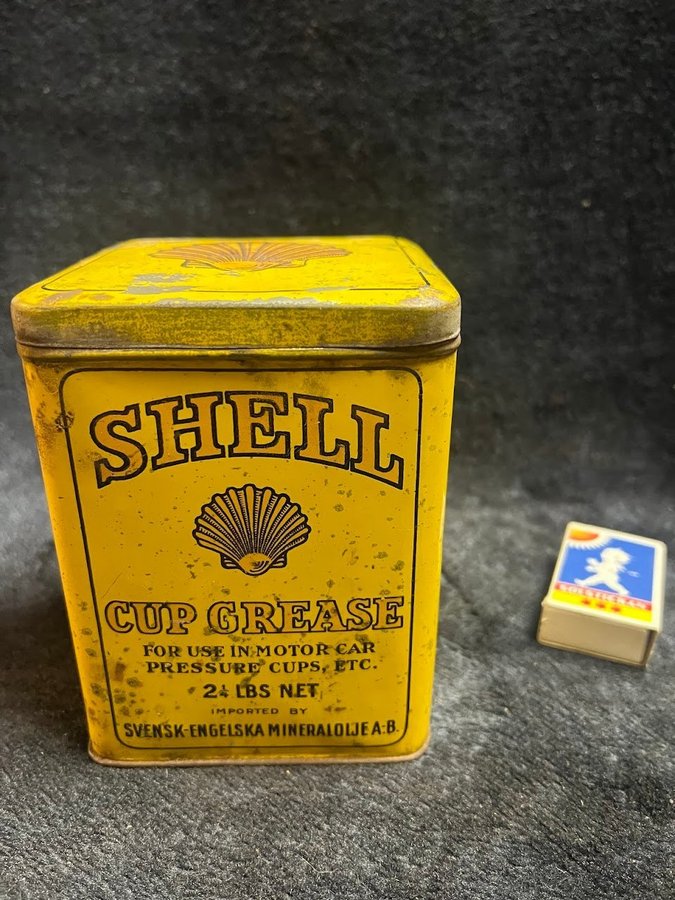 SHELL
CUP GREASE
FOR USE IN MOTOR CAR
PRESSURE CUPS, ETC.
2¼ LBS NET
IMPORTED BY
SVENSK-ENGELSKA MINERALOLJE A-B.
SOLSTICKAN